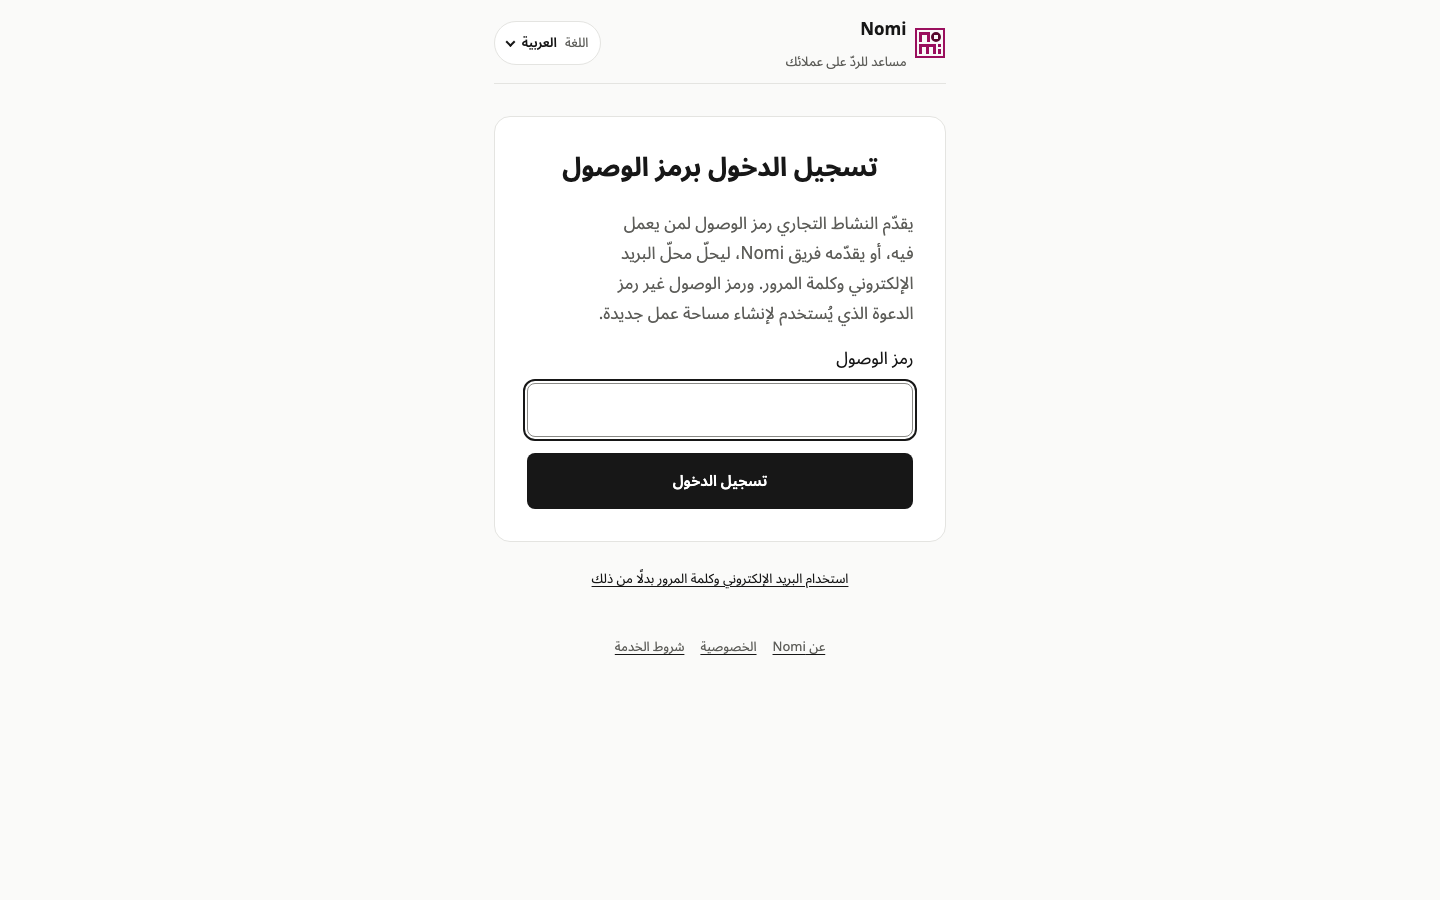 Nomi
مساعد للردّ على عملائك
اللغة العربية
تسجيل الدخول برمز الوصول
يقدّم النشاط التجاري رمز الوصول لمن يعمل
فيه، أو يقدّمه فريق Nomi، ليحلّ محلّ البريد
الإلكتروني وكلمة المرور. ورمز الوصول غير رمز
الدعوة الذي يُستخدم لإنشاء مساحة عمل جديدة.
رمز الوصول
تسجيل الدخول
استخدام البريد الإلكتروني وكلمة المرور بدلًا من ذلك
عن Nomi الخصوصية شروط الخدمة